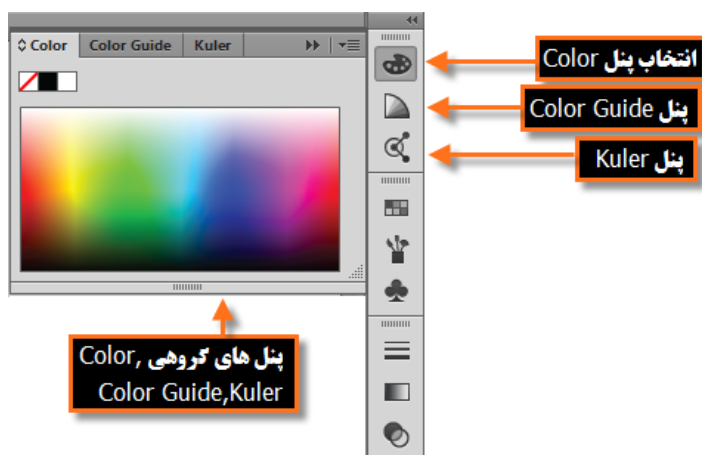 Color
Color Guide
Kuler
انتخاب پنل Color
پنل Color Guide
پنل Kuler
پنل های گروهی Color,
Color Guide,Kuler